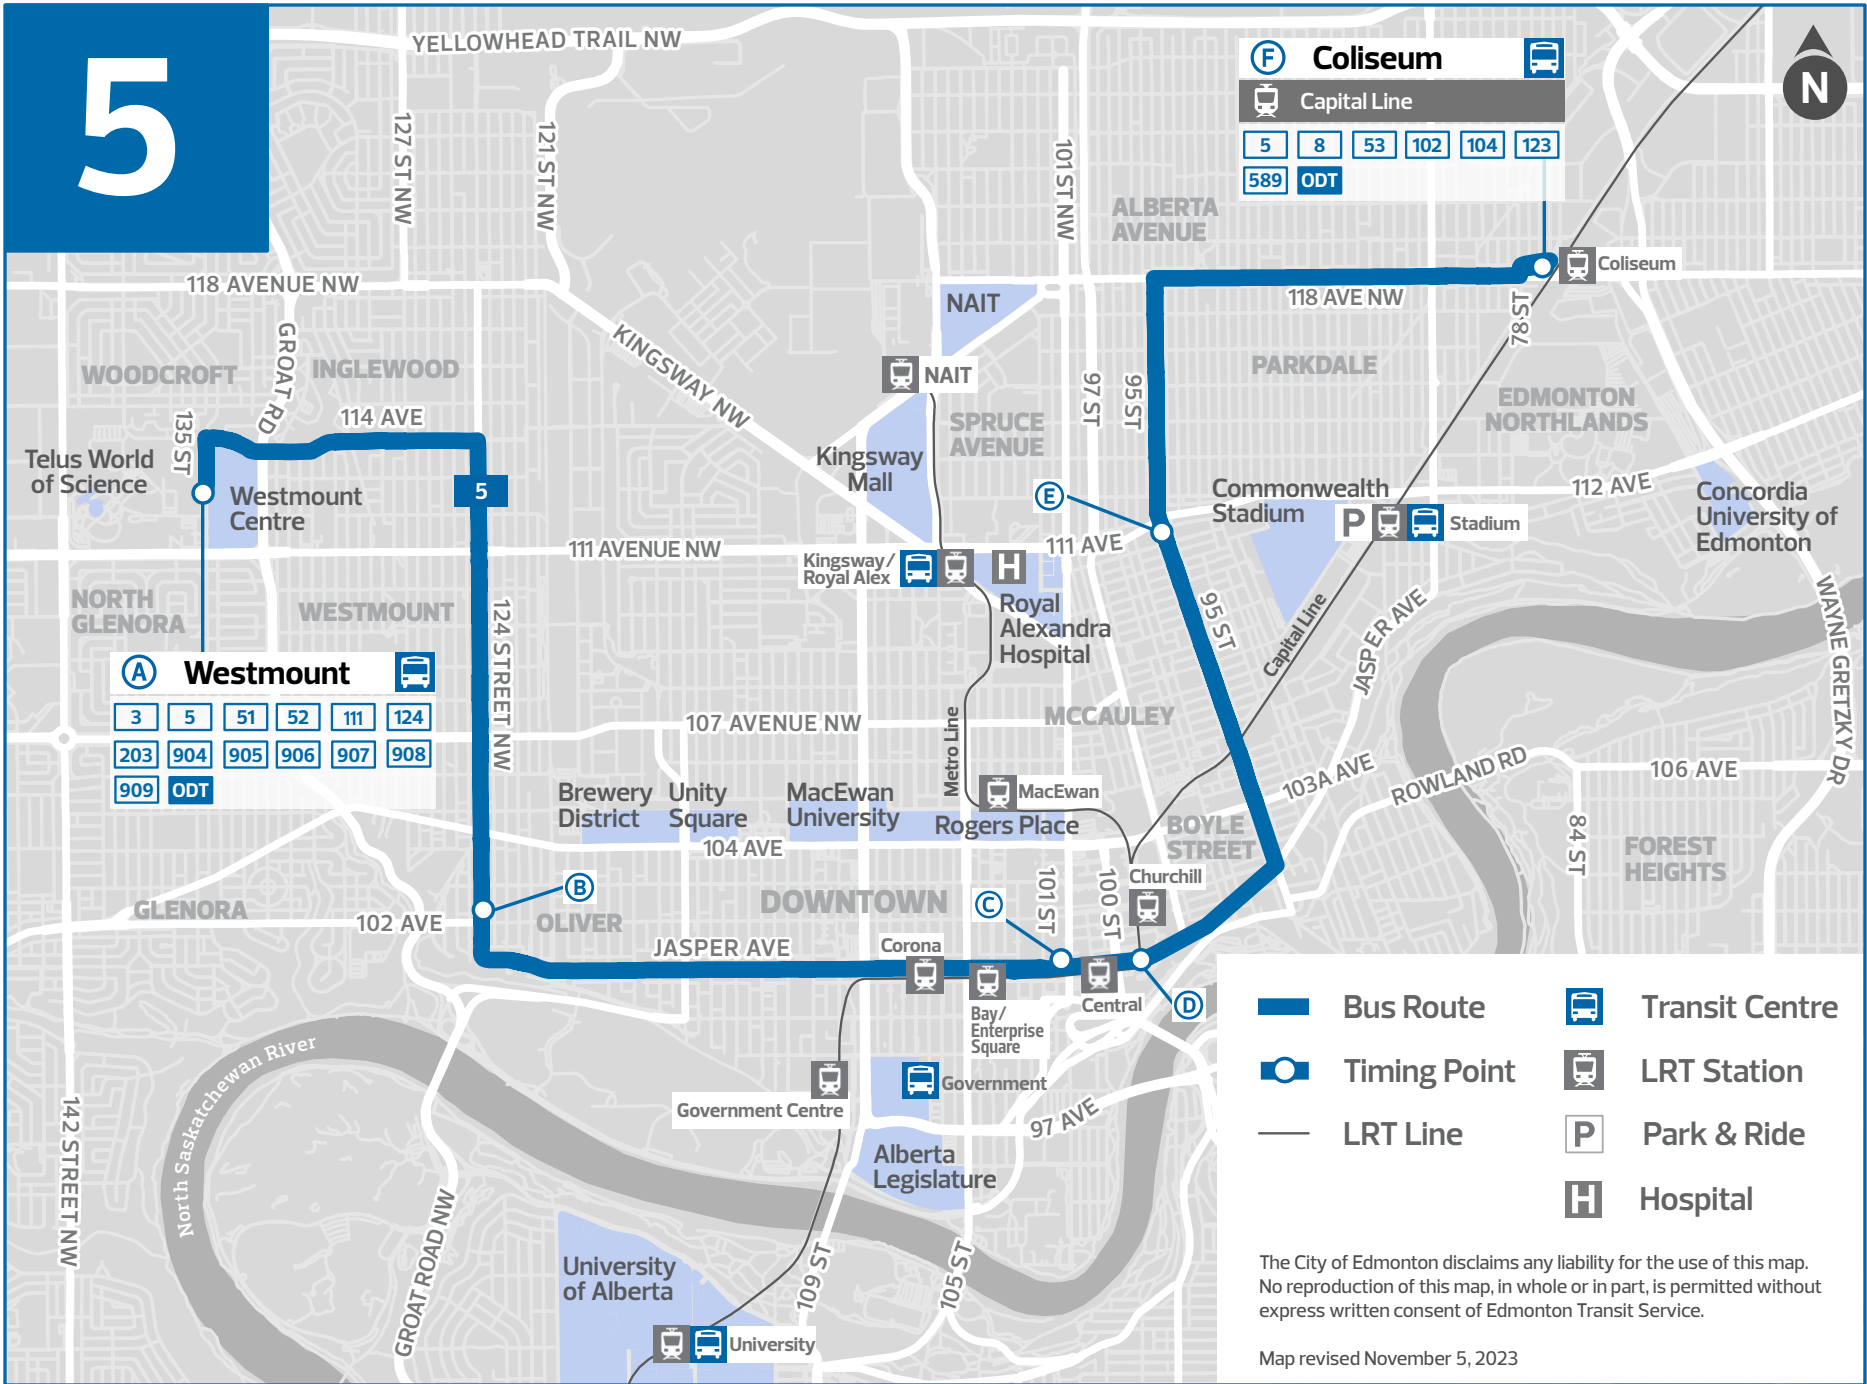 5
YELLOWHEAD TRAIL NW
127 ST NW
121 ST NW
101 ST NW
F Coliseum
Capital Line
5 8 53 102 104 123
589 ODT
N
ALBERTA
AVENUE
118 AVENUE NW
GROAT RD
KINGSWAY NW
NAIT
NAIT
118 AVE NW
78 ST
Coliseum
WOODCROFT
INGLEWOOD
114 AVE
135 ST
Telus World
of Science
Westmount
Centre
5
SPRUCE
AVENUE
97 ST
95 ST
PARKDALE
EDMONTON
NORTHLANDS
Kingsway
Mall
E
Commonwealth
Stadium
P
Stadium
112 AVE
Concordia
University of
Edmonton
111 AVENUE NW
111 AVE
Kingsway/
Royal Alex
H
Royal
Alexandra
Hospital
95 ST
Capital Line
JASPER AVE
WAYNE GRETZKY DR
NORTH
GLENORA
WESTMOUNT
124 STREET NW
A Westmount
3 5 51 52 111 124
203 904 905 906 907 908
909 ODT
107 AVENUE NW
MCCAULEY
Metro Line
MacEwan
Brewery
District
Unity
Square
MacEwan
University
Rogers Place
104 AVE
103A AVE
ROWLAND RD
106 AVE
84 ST
BOYLE
STREET
FOREST
HEIGHTS
Churchill
B
GLENORA
102 AVE
OLIVER
DOWNTOWN
C
101 ST
100 ST
JASPER AVE
Corona
Bay/
Enterprise
Square
Central
D
North Saskatchewan River
142 STREET NW
GROAT ROAD NW
Government Centre
Government
97 AVE
Alberta
Legislature
University
of Alberta
109 ST
105 ST
University
Bus Route
Transit Centre
Timing Point
LRT Station
LRT Line
P Park & Ride
H Hospital
The City of Edmonton disclaims any liability for the use of this map.
No reproduction of this map, in whole or in part, is permitted without
express written consent of Edmonton Transit Service.
Map revised November 5, 2023